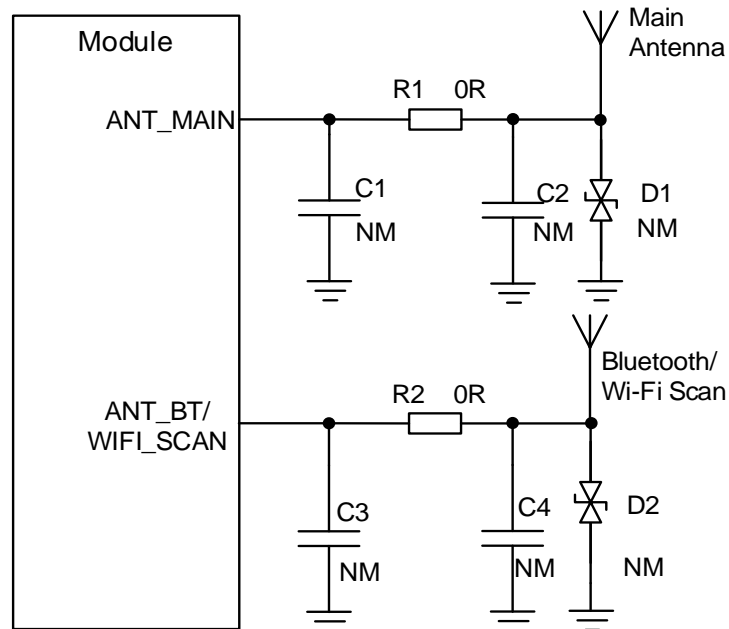 Module
Main
Antenna
R1 0R
ANT_MAIN
C1
NM
C2
NM
D1
NM
Bluetooth/
Wi-Fi Scan
R2 0R
ANT_BT/
WIFI_SCAN
C3
NM
C4
NM
D2
NM